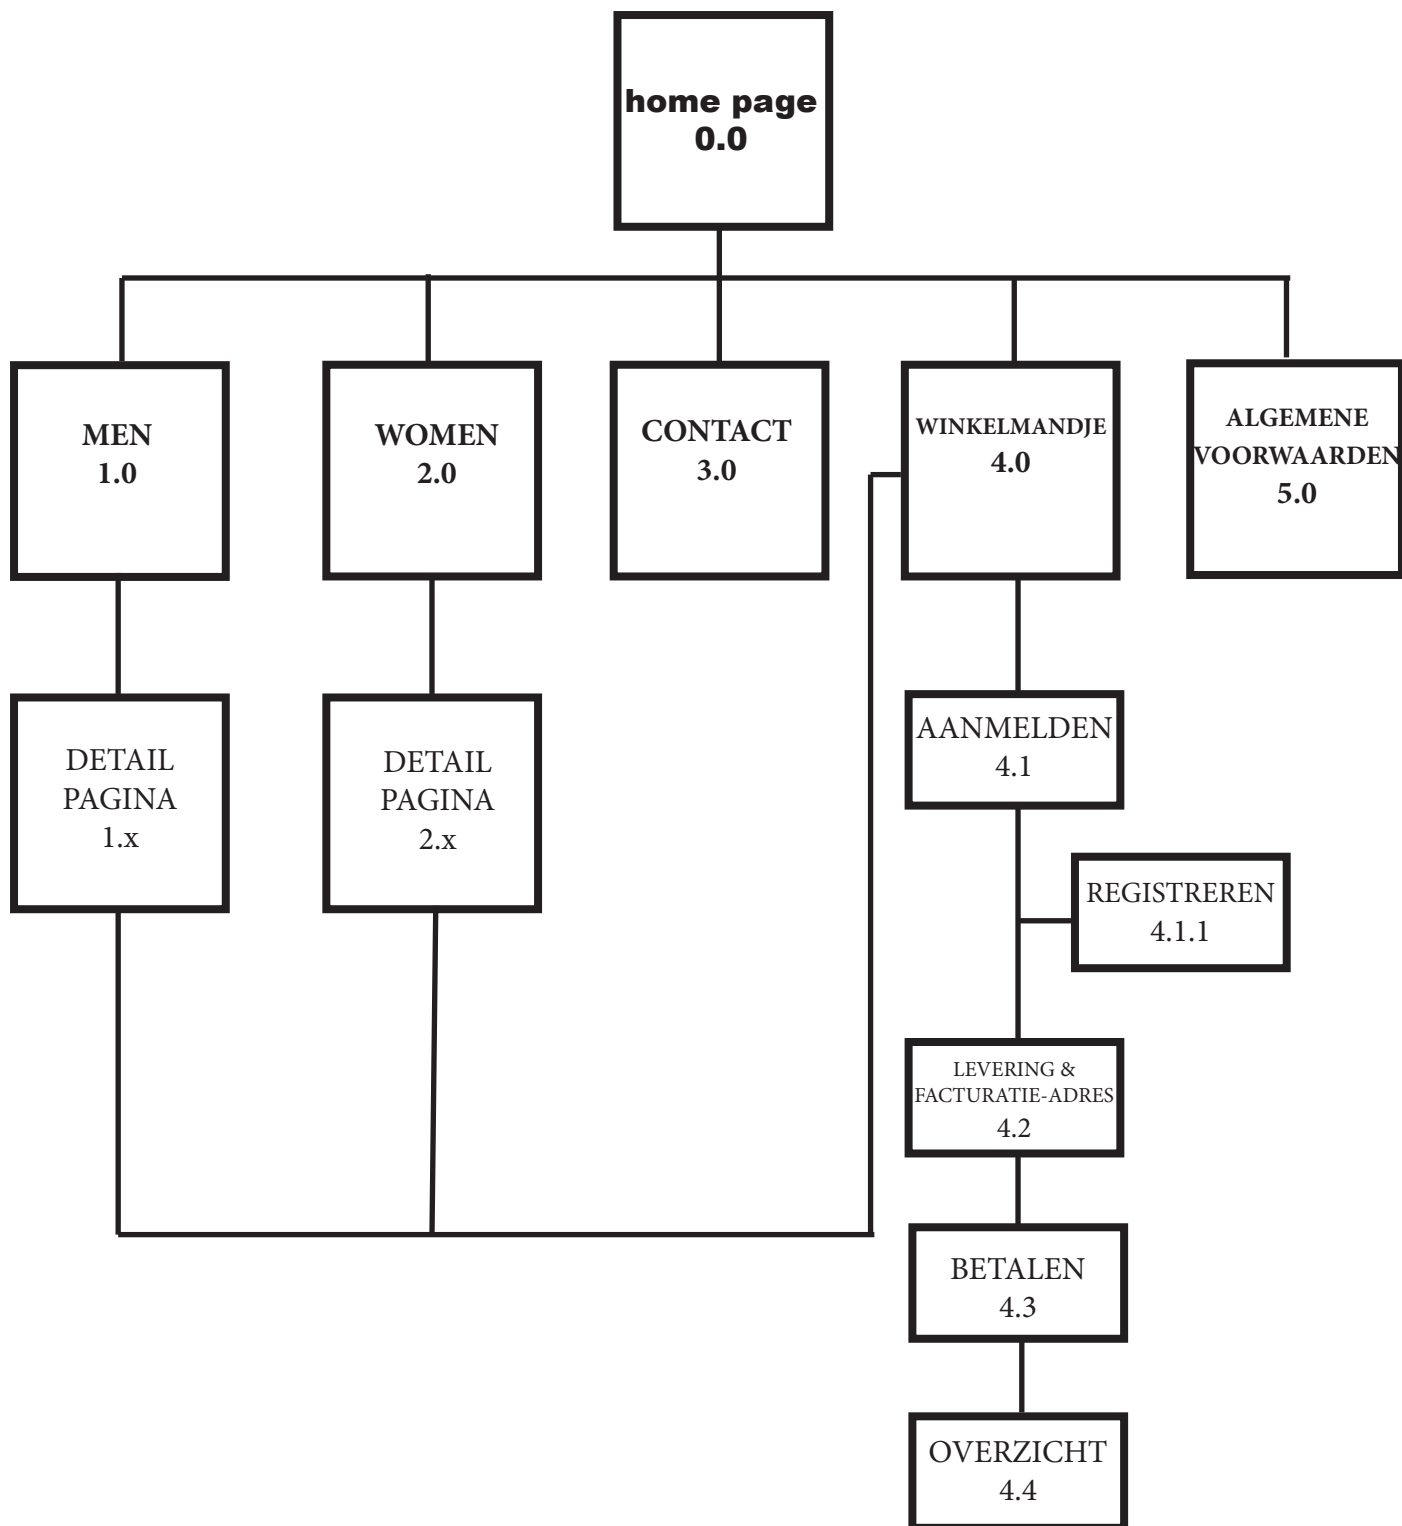 home page
0.0
MEN
1.0
WOMEN
2.0
CONTACT
3.0
WINKELMANDJE
4.0
ALGEMENE
VOORWAARDEN
5.0
DETAIL
PAGINA
1.x
DETAIL
PAGINA
2.x
AANMELDEN
4.1
REGISTREREN
4.1.1
LEVERING &
FACTURATIE-ADRES
4.2
BETALEN
4.3
OVERZICHT
4.4